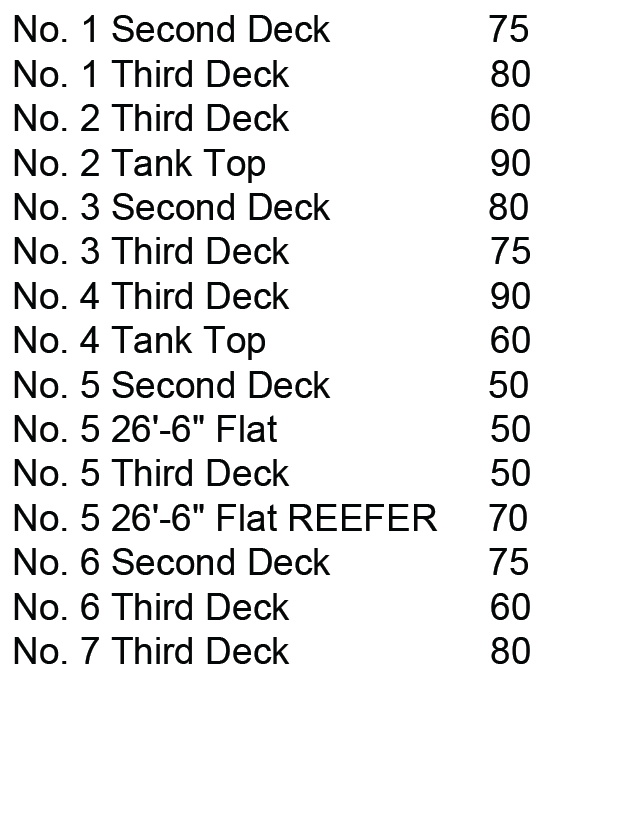 No. 1 Second Deck 75
No. 1 Third Deck 80
No. 2 Third Deck 60
No. 2 Tank Top 90
No. 3 Second Deck 80
No. 3 Third Deck 75
No. 4 Third Deck 90
No. 4 Tank Top 60
No. 5 Second Deck 50
No. 5 26'-6" Flat 50
No. 5 Third Deck 50
No. 5 26'-6" Flat REEFER 70
No. 6 Second Deck 75
No. 6 Third Deck 60
No. 7 Third Deck 80